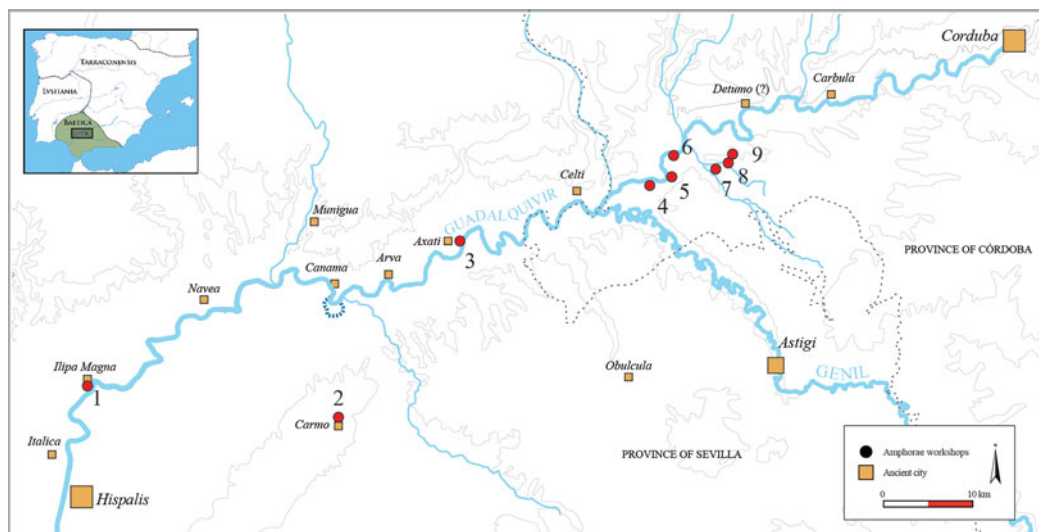 TARRACONENSIS
LVSITANIA
BAETICA
Corduba
Carbula
Detumo (?)
6
9
8
7
5
4
Celti
GUADALQUIVIR
Munigua
Axati
3
PROVINCE OF CÓRDOBA
Arva
Canama
Navea
Astigi
Ilipa Magna
Obulcula
GENIL
1
2
Carmo
Italica
PROVINCE OF SEVILLA
Amphorae workshops
Ancient city
Hispalis
0
10 km